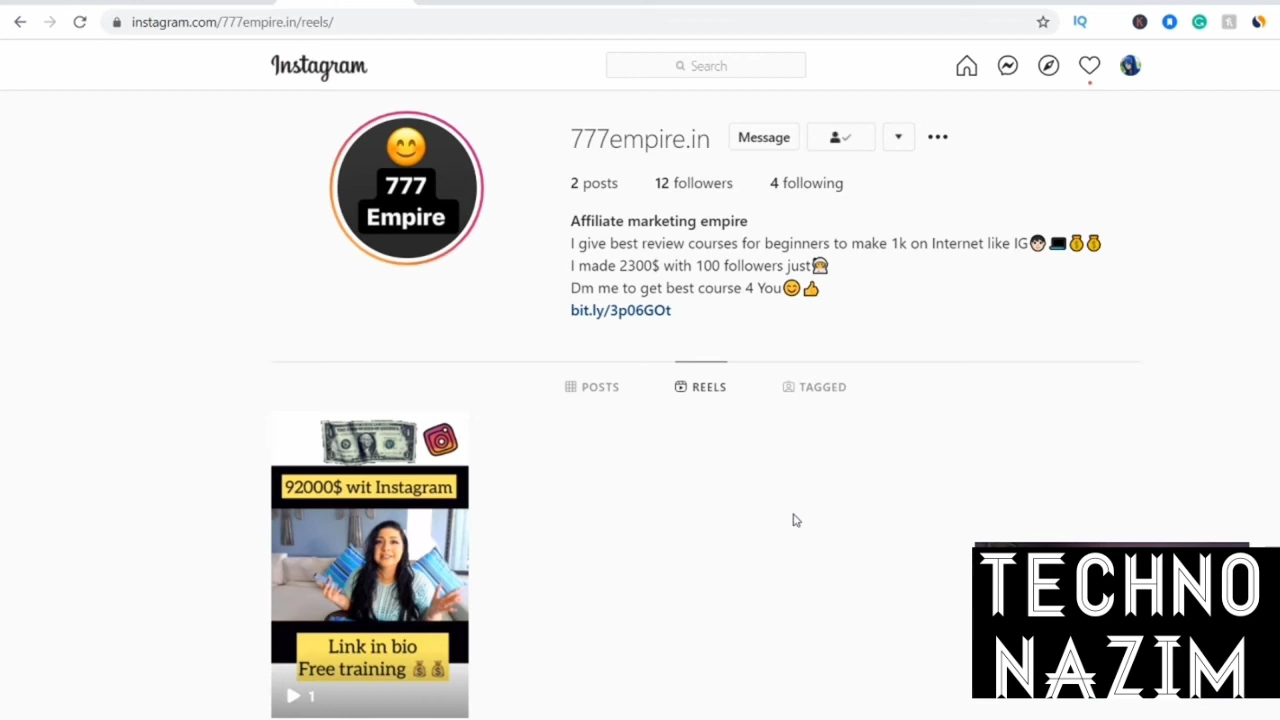 instagram.com/777empire.in/reels/
IQ
Instagram
Search
777
Empire
777empire.in
Message
2 posts 12 followers 4 following
Affiliate marketing empire
I give best review courses for beginners to make 1k on Internet like IG
I made 2300$ with 100 followers just
Dm me to get best course 4 You
bit.ly/3p06GOt
POSTS REELS TAGGED
92000$ wit Instagram
Link in bio
Free training
1
TECHNO
NAZIM